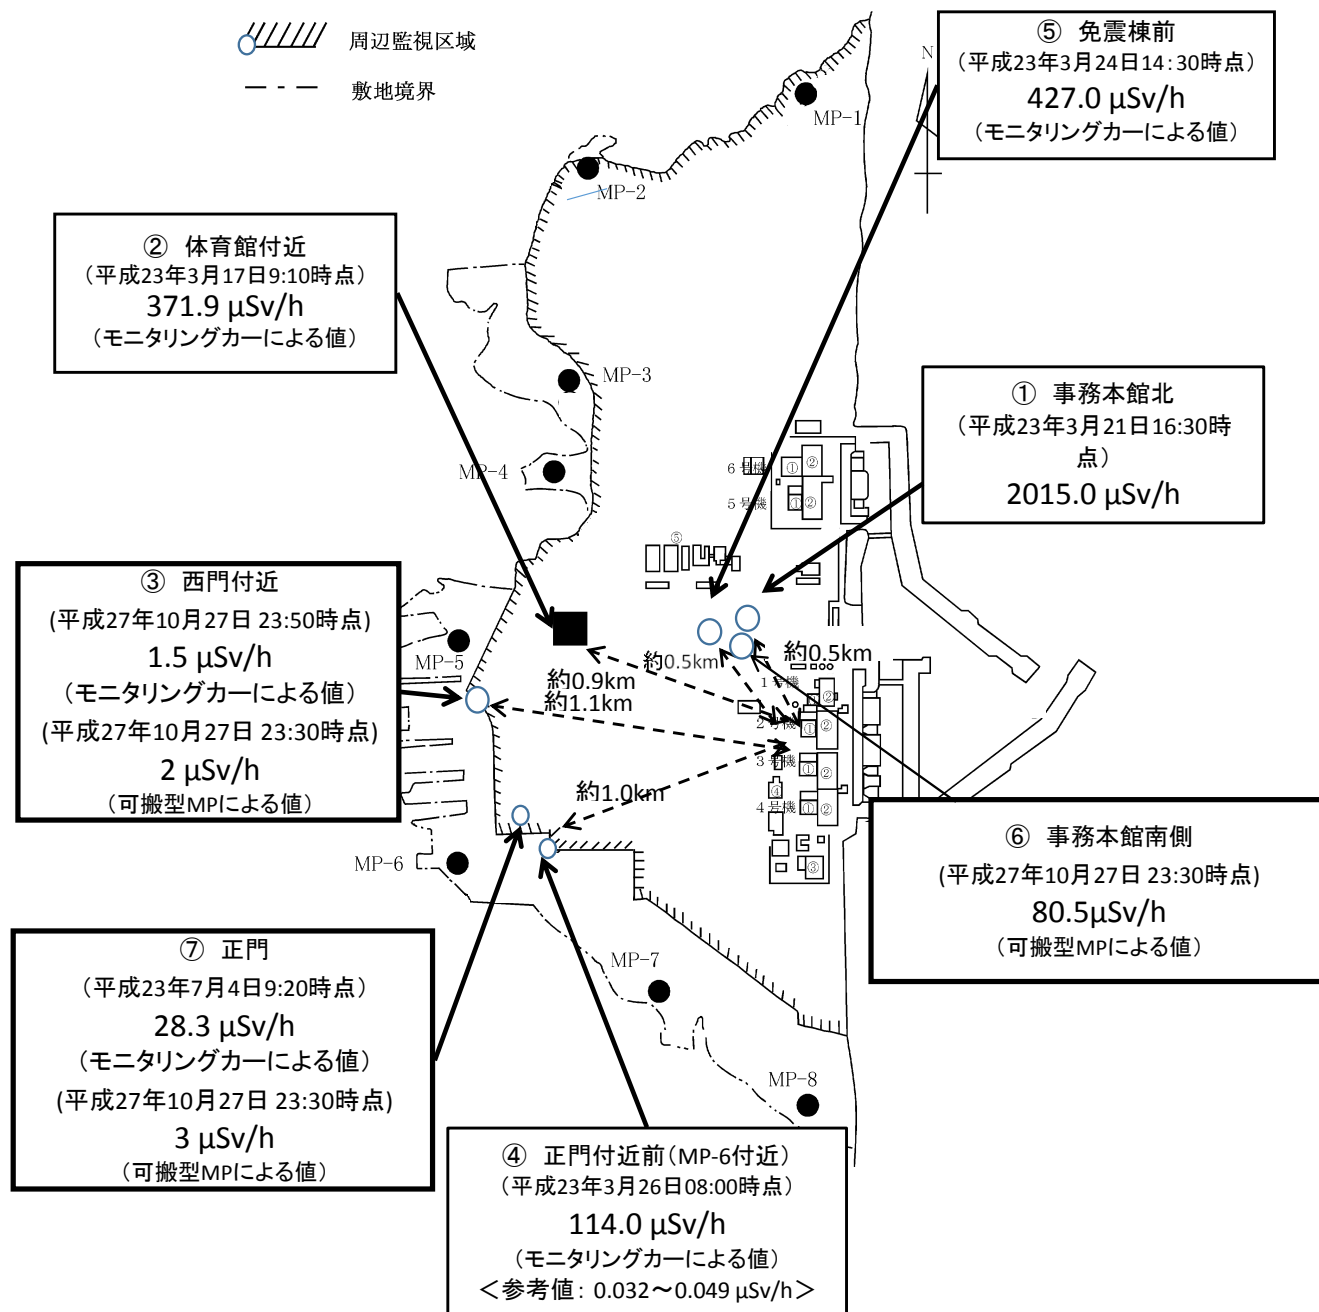 周辺監視区域
敷地境界
⑤ 免震棟前
(平成23年3月24日14:30時点)
427.0 μSv/h
(モニタリングカーによる値)
N
MP-1
MP-2
② 体育館付近
(平成23年3月17日9:10時点)
371.9 μSv/h
(モニタリングカーによる値)
MP-3
① 事務本館北
(平成23年3月21日16:30時
点)
2015.0 μSv/h
MP-4
6号機
①
②
5号機
①
②
⑤
③ 西門付近
(平成27年10月27日 23:50時点)
1.5 μSv/h
(モニタリングカーによる値)
(平成27年10月27日 23:30時点)
2 μSv/h
(可搬型MPによる値)
MP-5
約0.5km
約0.5km
約0.9km
約1.1km
1号機
②
2号機
①
②
3号機
①
②
④
4号機
①
②
③
約1.0km
MP-6
⑥ 事務本館南側
(平成27年10月27日 23:30時点)
80.5μSv/h
(可搬型MPによる値)
⑦ 正門
(平成23年7月4日9:20時点)
28.3 μSv/h
(モニタリングカーによる値)
(平成27年10月27日 23:30時点)
3 μSv/h
(可搬型MPによる値)
MP-7
MP-8
④ 正門付近前(MP-6付近)
(平成23年3月26日08:00時点)
114.0 μSv/h
(モニタリングカーによる値)
<参考値: 0.032~0.049 μSv/h>